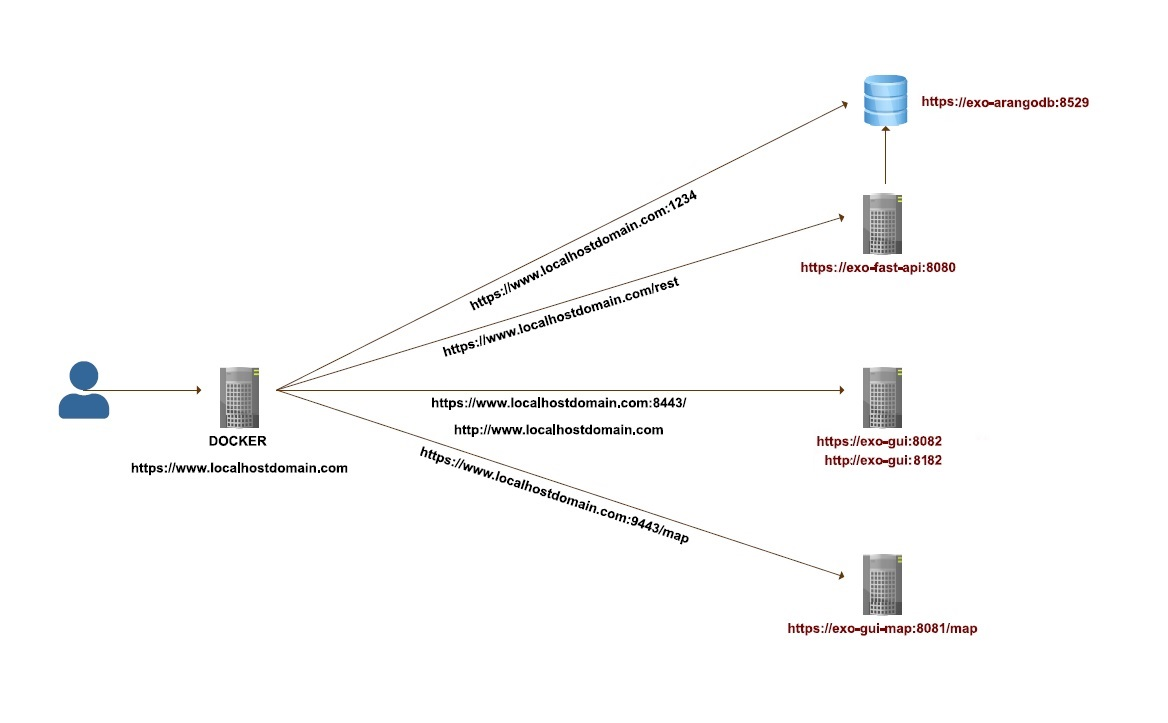 https://exo-arangodb:8529
https://www.localhostdomain.com:1234
https://exo-fast-api:8080
https://www.localhostdomain.com/rest
https://www.localhostdomain.com:8443/
http://www.localhostdomain.com
DOCKER
https://www.localhostdomain.com
https://exo-gui:8082
http://exo-gui:8182
https://www.localhostdomain.com:9443/map
https://exo-gui-map:8081/map